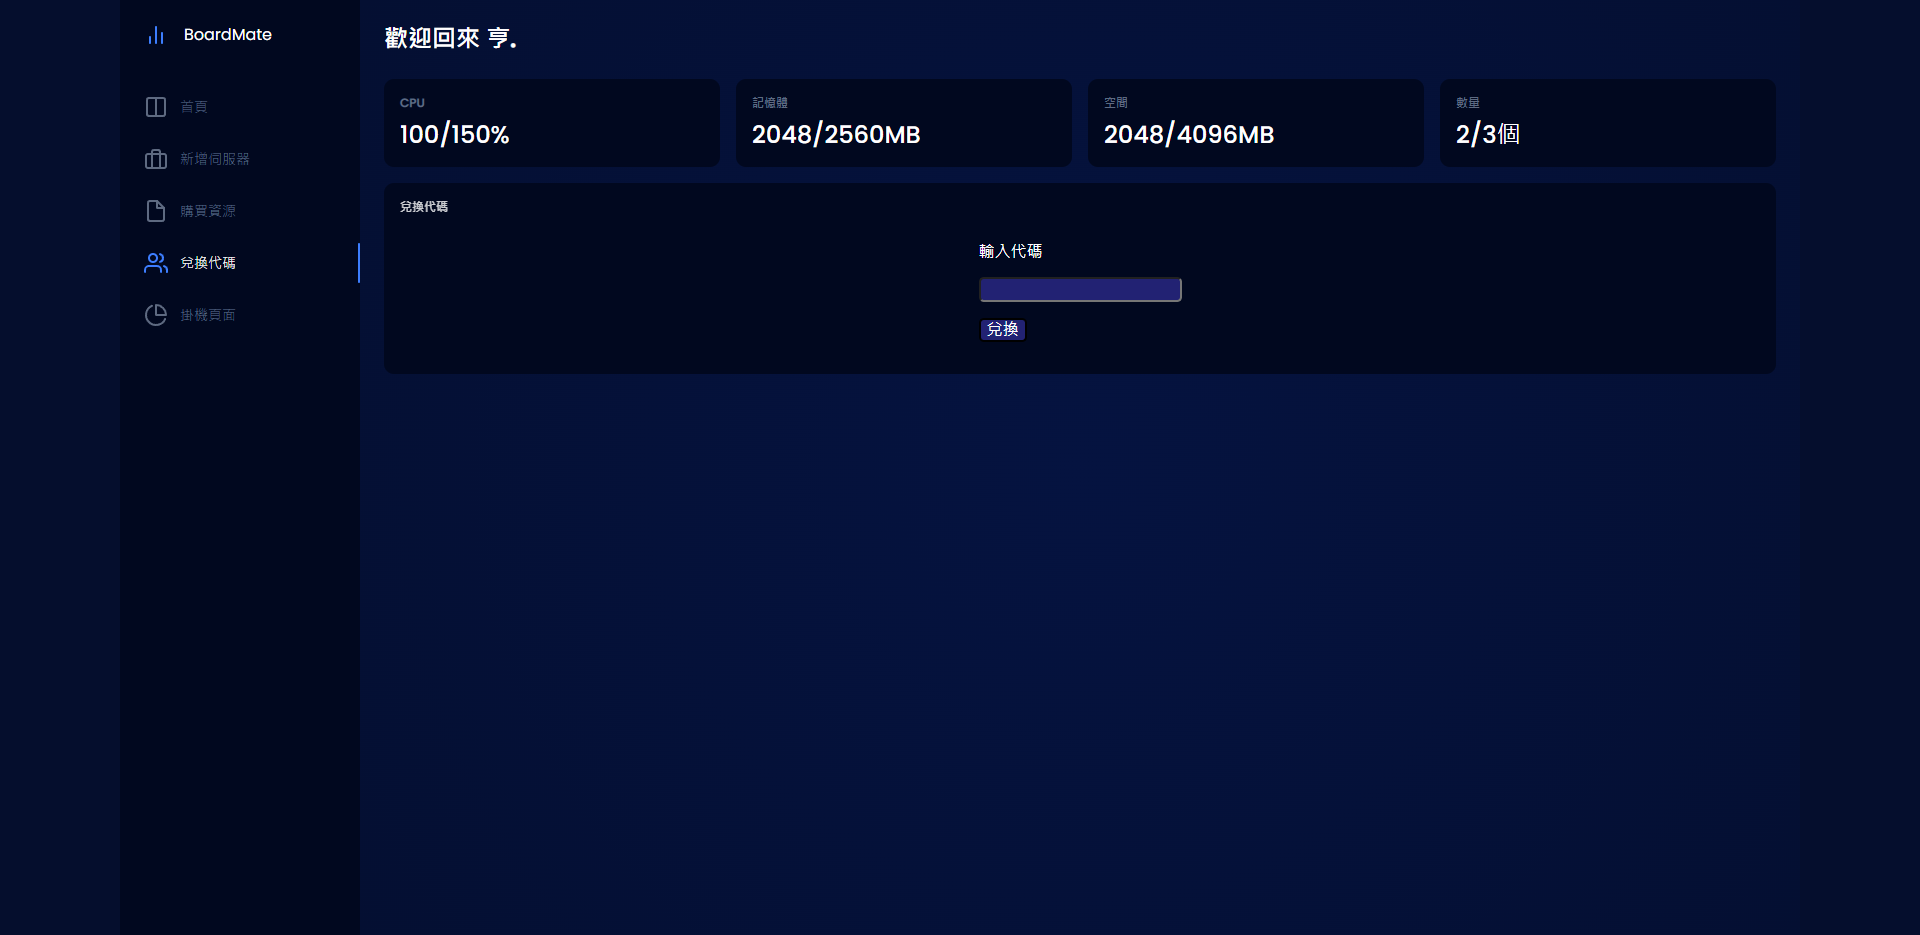 BoardMate
首頁
新增伺服器
購買資源
兌換代碼
掛機頁面
歡迎回來 亨.
CPU
100/150%
記憶體
2048/2560MB
空間
2048/4096MB
數量
2/3個
兌換代碼
輸入代碼
兌換